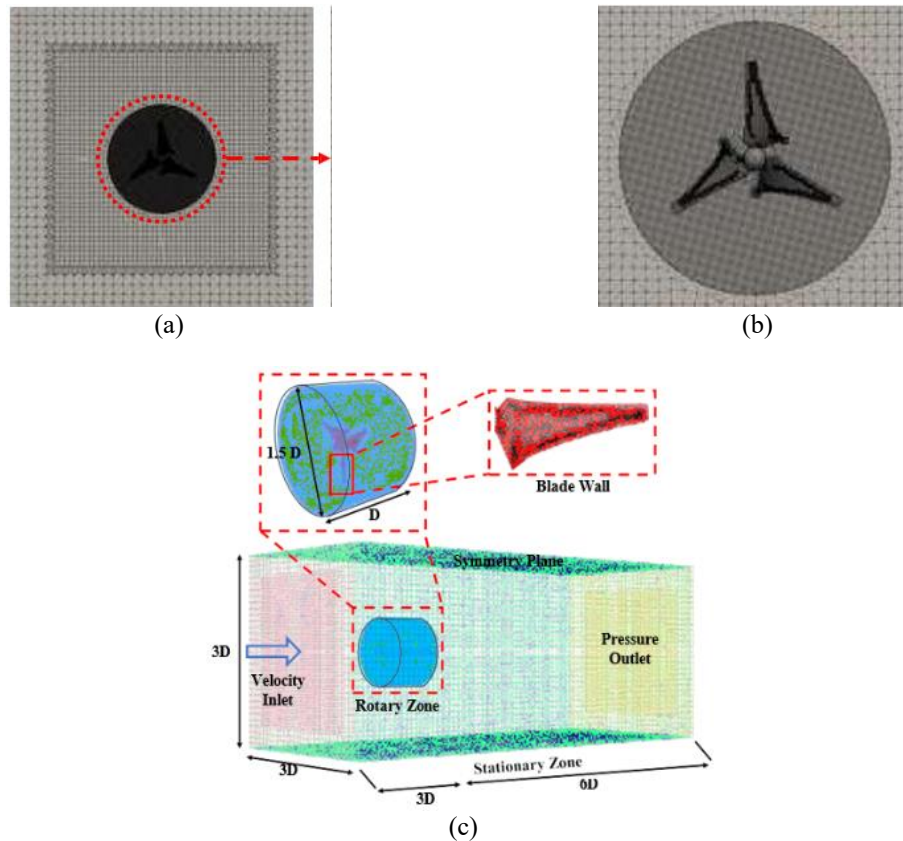 (a)
(b)
1.5 D
D
Blade Wall
Symmetry Plane
3D
Velocity
Inlet
Rotary Zone
Pressure
Outlet
3D
3D
Stationary Zone
6D
(c)